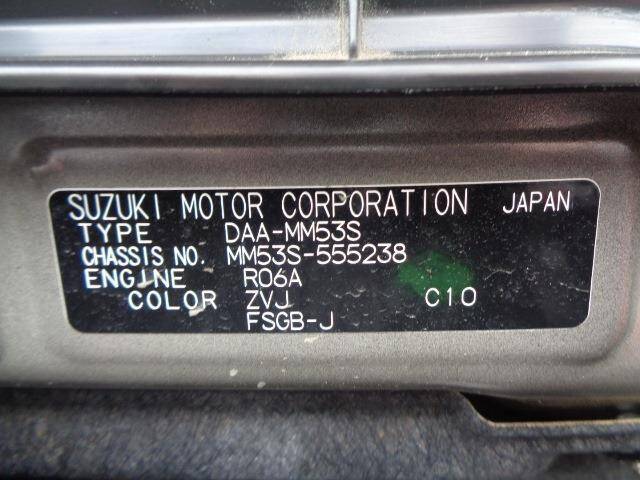 SUZUKI MOTOR CORPORATION JAPAN
TYPE DAA-MM53S
CHASSIS NO. MM53S-555238
ENGINE R06A
COLOR ZVJ C10
FSGB-J